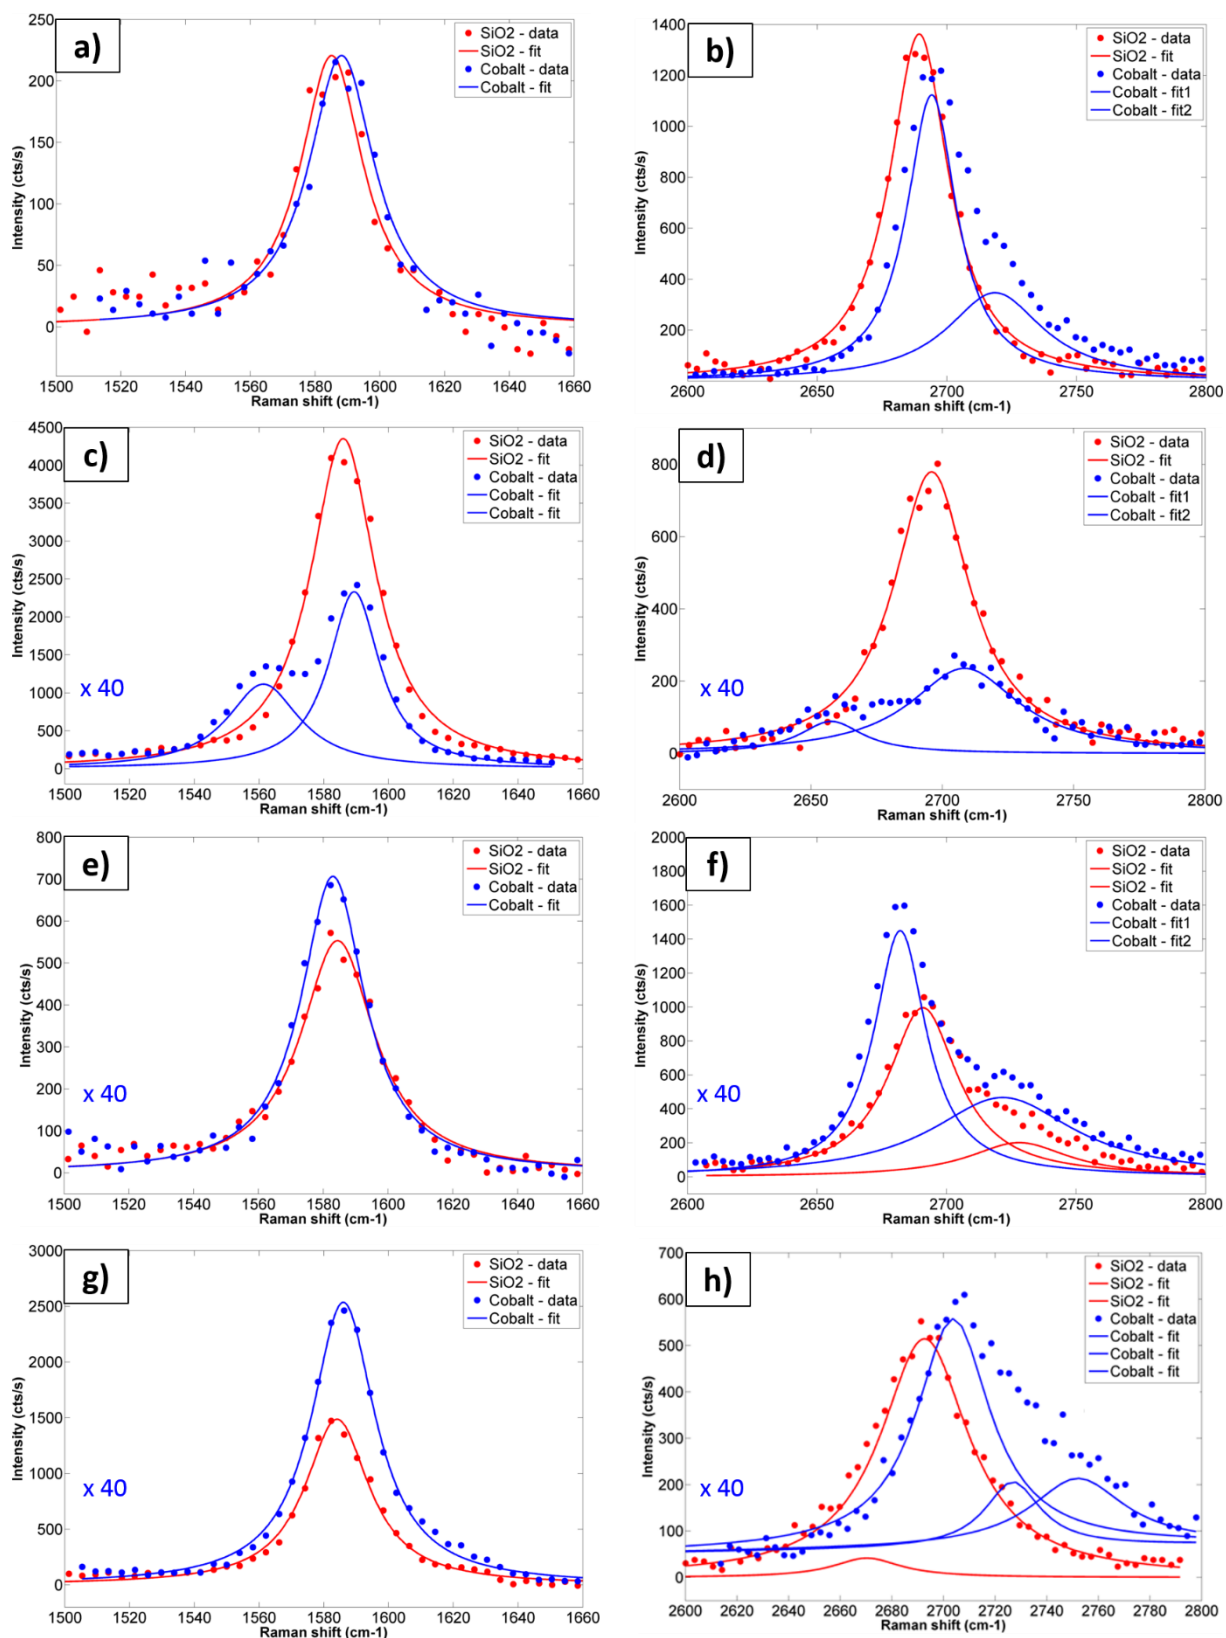 a)
SiO2 - data
SiO2 - fit
Cobalt - data
Cobalt - fit
Intensity (cts/s)
250
200
150
100
50
0
1500 1520 1540 1560 1580 1600 1620 1640 1660
Raman shift (cm-1)
b)
SiO2 - data
SiO2 - fit
Cobalt - data
Cobalt - fit1
Cobalt - fit2
Intensity (cts/s)
1400
1200
1000
800
600
400
200
2600 2650 2700 2750 2800
Raman shift (cm-1)
c)
SiO2 - data
SiO2 - fit
Cobalt - data
Cobalt - fit
Cobalt - fit
x 40
Intensity (cts/s)
4500
4000
3500
3000
2500
2000
1500
1000
500
0
1500 1520 1540 1560 1580 1600 1620 1640 1660
Raman shift (cm-1)
d)
SiO2 - data
SiO2 - fit
Cobalt - data
Cobalt - fit1
Cobalt - fit2
x 40
Intensity (cts/s)
800
600
400
200
0
2600 2650 2700 2750 2800
Raman shift (cm-1)
e)
SiO2 - data
SiO2 - fit
Cobalt - data
Cobalt - fit
x 40
Intensity (cts/s)
800
700
600
500
400
300
200
100
0
1500 1520 1540 1560 1580 1600 1620 1640 1660
Raman shift (cm-1)
f)
SiO2 - data
SiO2 - fit
SiO2 - fit
Cobalt - data
Cobalt - fit1
Cobalt - fit2
x 40
Intensity (cts/s)
2000
1800
1600
1400
1200
1000
800
600
400
200
0
2600 2650 2700 2750 2800
Raman shift (cm-1)
g)
SiO2 - data
SiO2 - fit
Cobalt - data
Cobalt - fit
x 40
Intensity (cts/s)
3000
2500
2000
1500
1000
500
0
1500 1520 1540 1560 1580 1600 1620 1640 1660
Raman shift (cm-1)
h)
SiO2 - data
SiO2 - fit
SiO2 - fit
Cobalt - data
Cobalt - fit
Cobalt - fit
Cobalt - fit
x 40
Intensity (cts/s)
700
600
500
400
300
200
100
0
2600 2620 2640 2660 2680 2700 2720 2740 2760 2780 2800
Raman shift (cm-1)